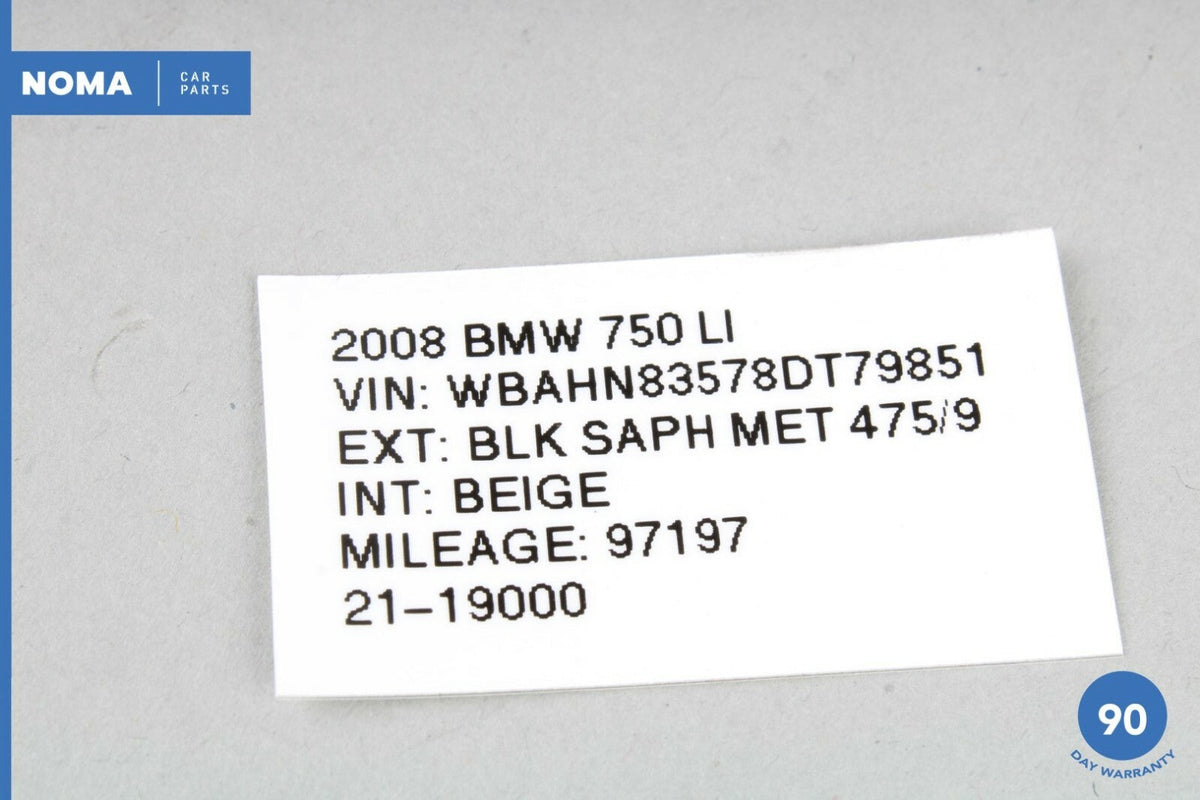 NOMA
CAR
PARTS
2008 BMW 750 LI
VIN: WBAHN83578DT79851
EXT: BLK SAPH MET 475/9
INT: BEIGE
MILEAGE: 97197
21-19000
90
DAY WARRANTY